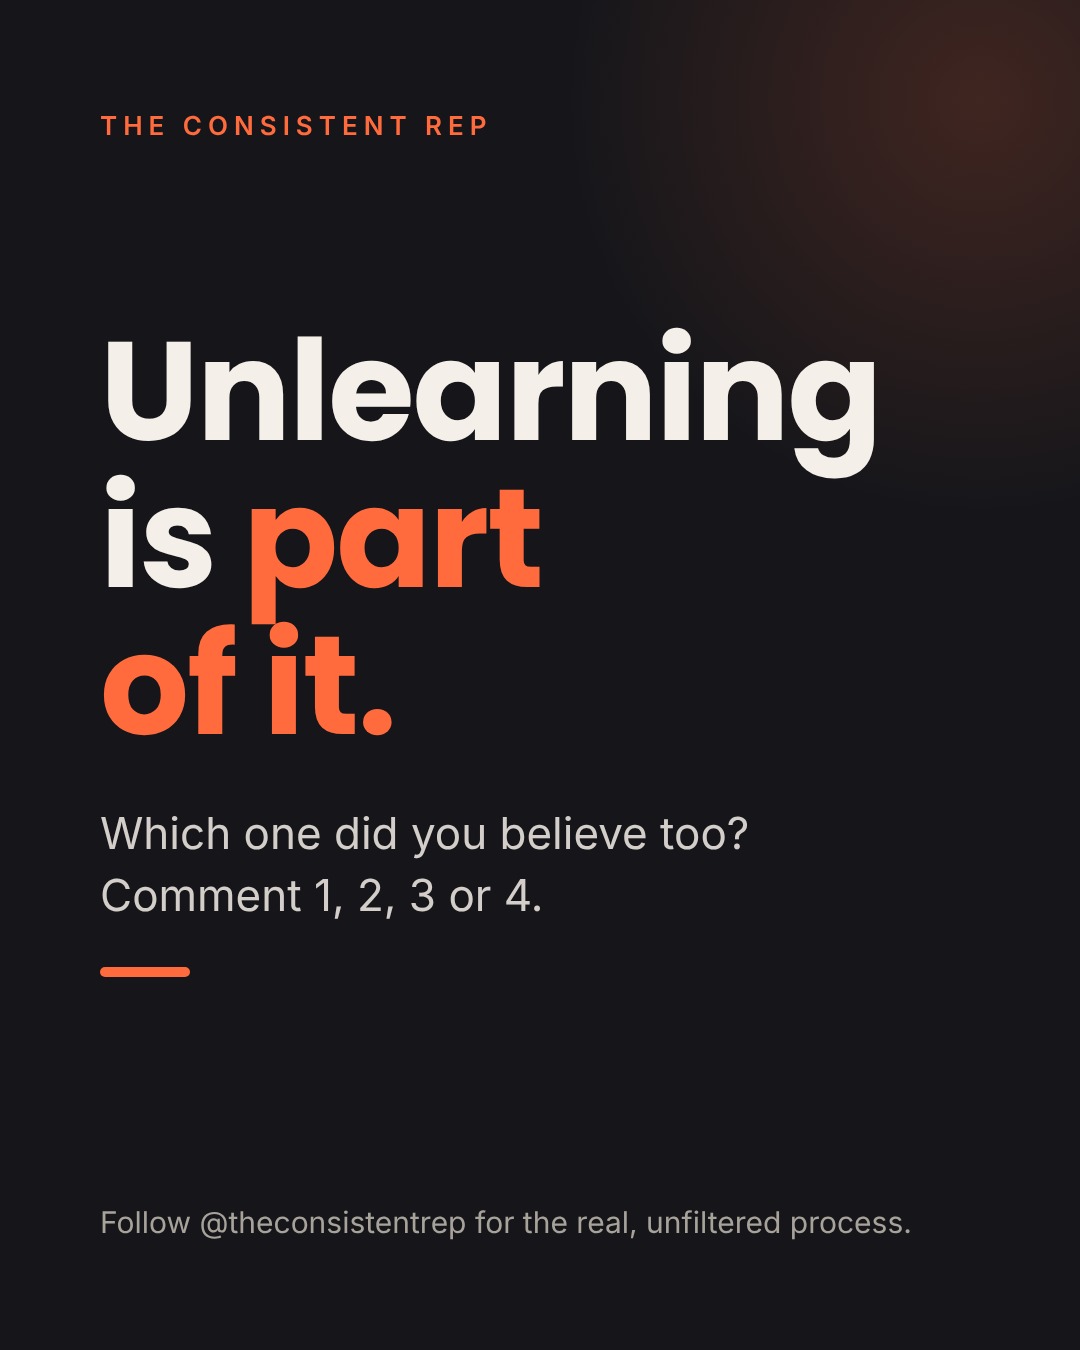 THE CONSISTENT REP
Unlearning
is part
of it.
Which one did you believe too?
Comment 1, 2, 3 or 4.
Follow @theconsistentrep for the real, unfiltered process.